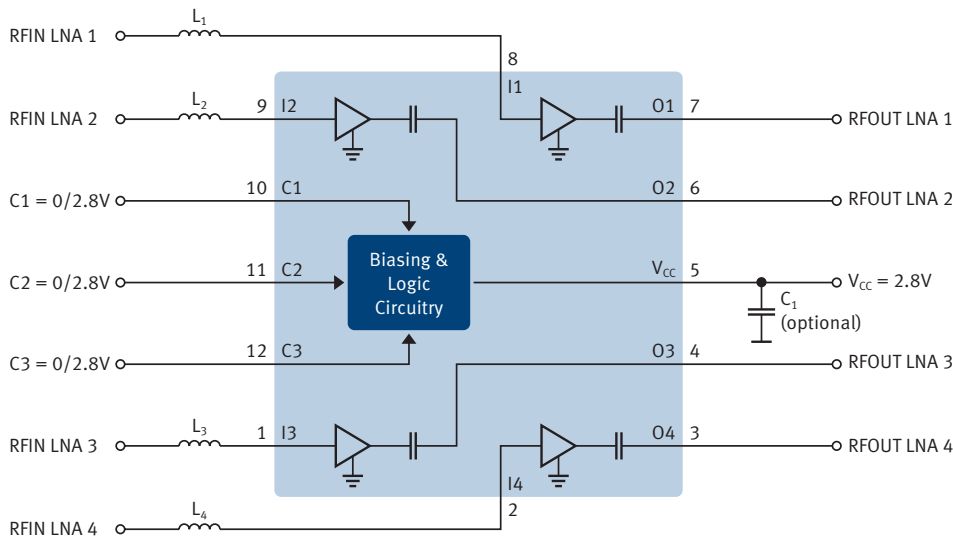 L₁
RFIN LNA 1
8
I1
L₂
RFIN LNA 2
9 I2
O1 7
RFOUT LNA 1
10 C1
C1 = 0/2.8V
O2 6
RFOUT LNA 2
Biasing &
Logic
Circuitry
11 C2
C2 = 0/2.8V
V_CC 5
V_CC = 2.8V
C₁
(optional)
12 C3
C3 = 0/2.8V
O3 4
RFOUT LNA 3
L₃
RFIN LNA 3
1 I3
O4 3
RFOUT LNA 4
I4
2
L₄
RFIN LNA 4